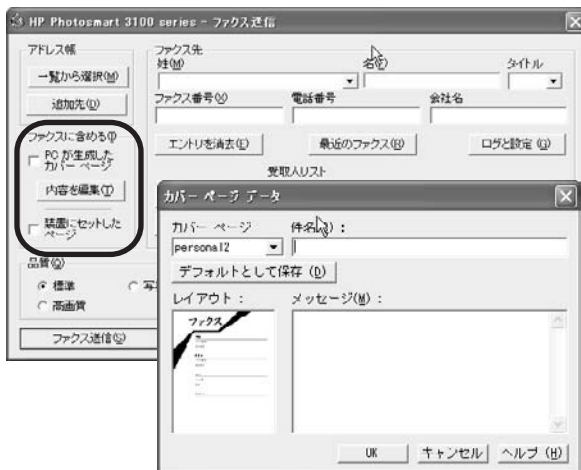 HP Photosmart 3100 series - ファクス送信
アドレス帳
一覧から選択(M)
追加先(D)
ファクス先
姓(M)
名(F)
タイトル
ファクス番号(X)
電話番号
会社名
エントリを消去(E)
最近のファクス(R)
ログと設定(G)
受取人リスト
ファクスに含める(I)
PC が生成した
カバー ページ
内容を編集(T)
装置にセットした
ページ
品質(Q)
標準
高画質
ファクス送信(S)
カバー ページ データ
カバー ページ
件名 :
personal2
デフォルトとして保存 (D)
レイアウト :
メッセージ(M) :
ファクス
OK
キャンセル
ヘルプ (H)